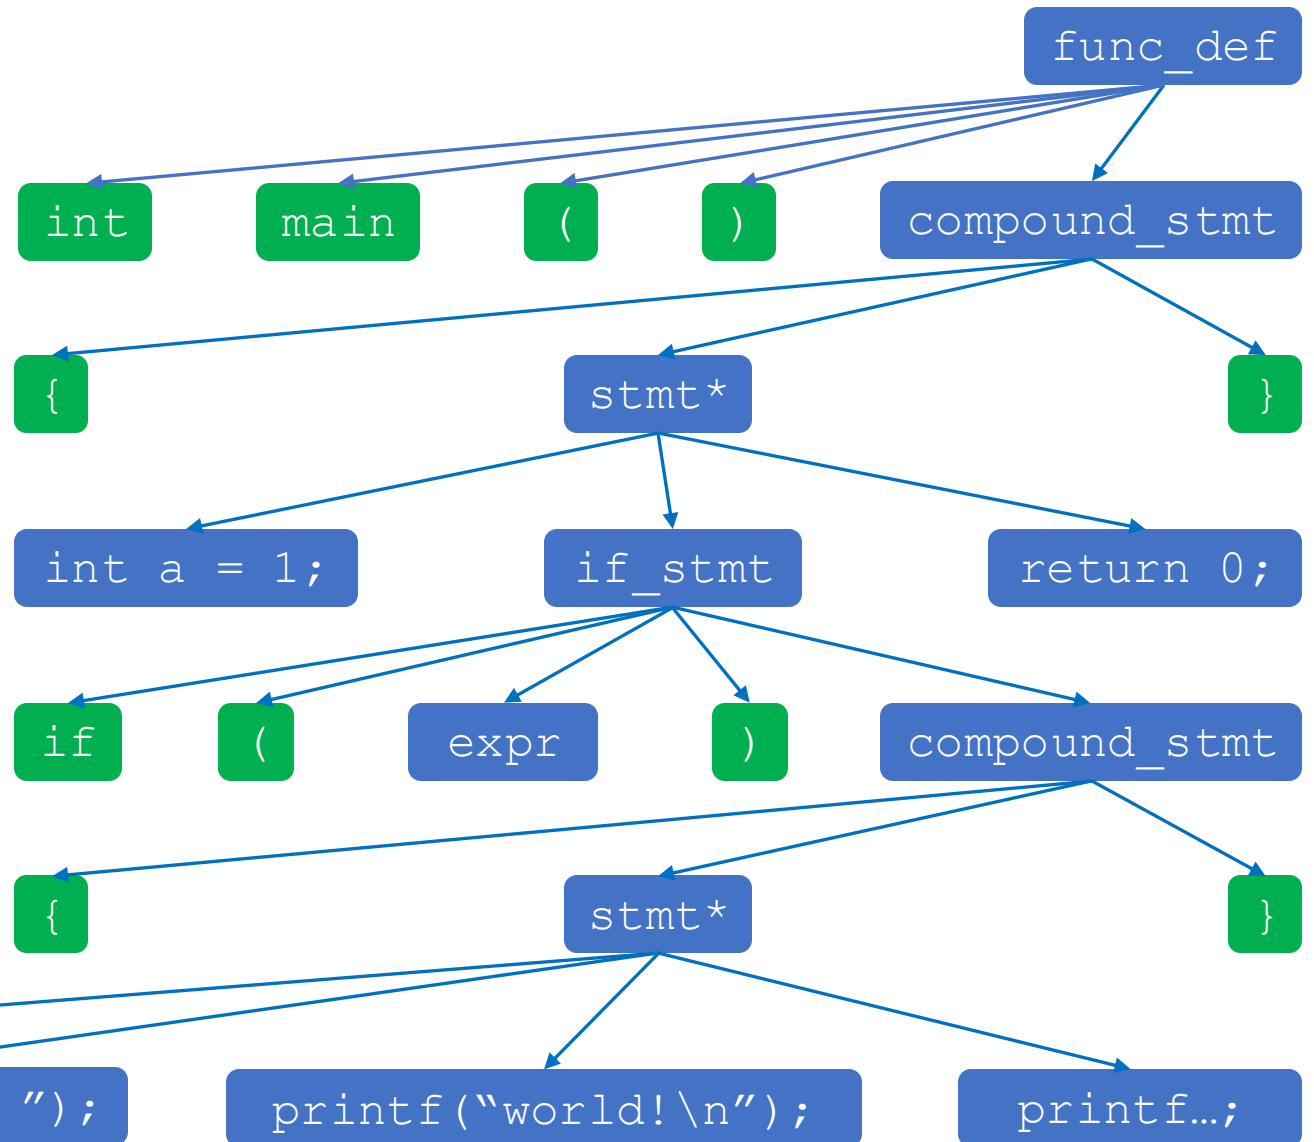 func_def
int main ( ) compound_stmt
{ stmt* }
int a = 1; if_stmt return 0;
if ( expr ) compound_stmt
{ stmt* }
”); printf(“world!\n”); printf…;